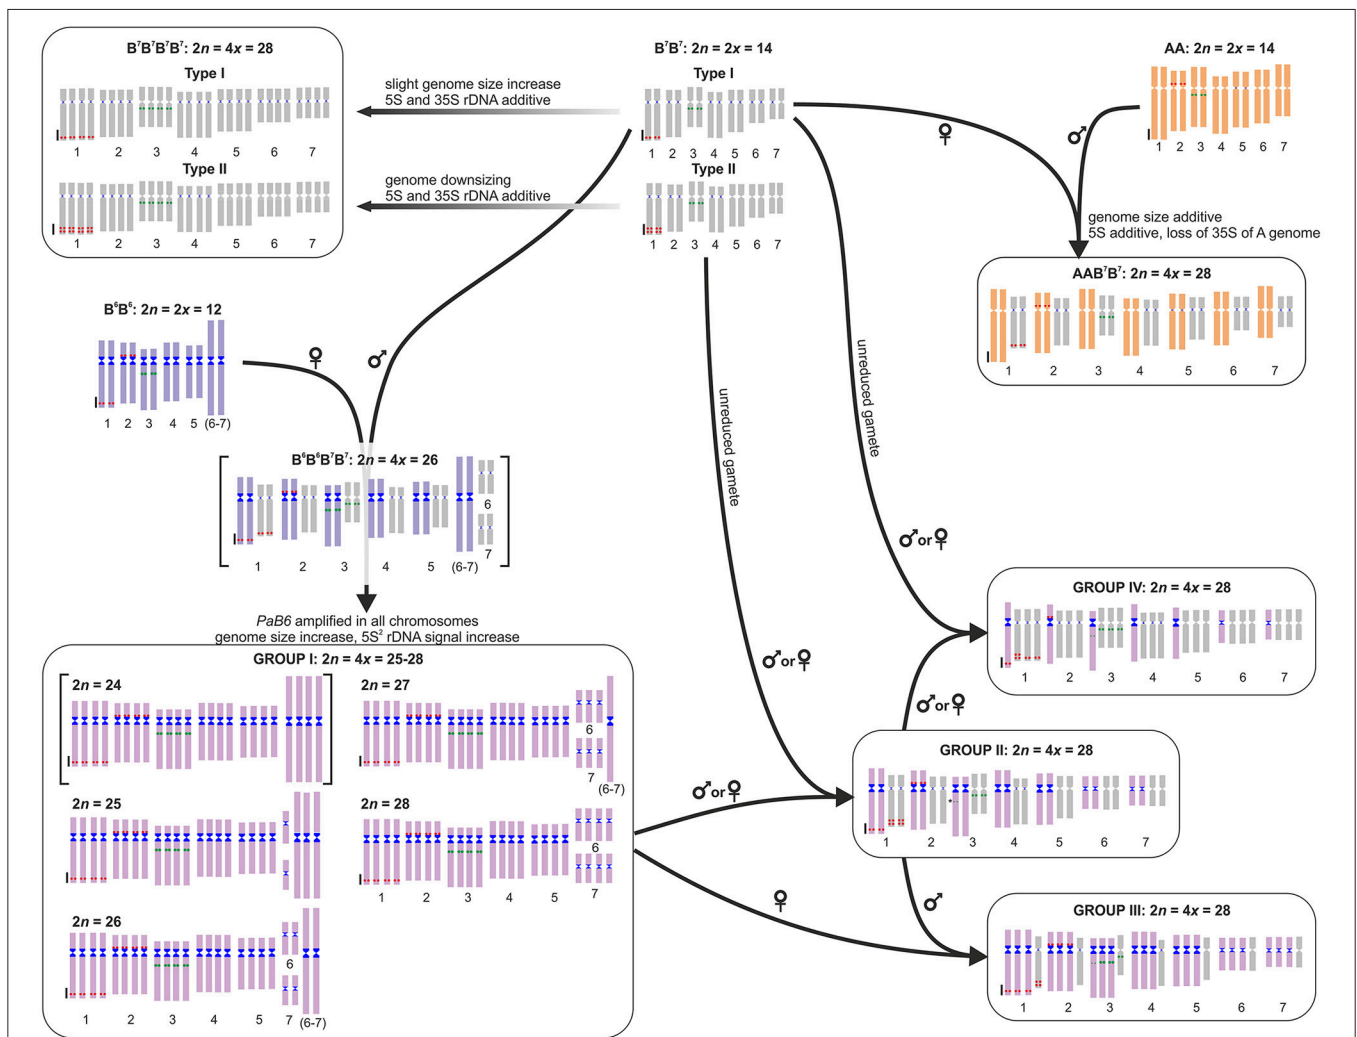 B⁷B⁷B⁷B⁷: 2n = 4x = 28
Type I
1 2 3 4 5 6 7
Type II
1 2 3 4 5 6 7
slight genome size increase
5S and 35S rDNA additive
genome downsizing
5S and 35S rDNA additive
B⁷B⁷: 2n = 2x = 14
Type I
1 2 3 4 5 6 7
Type II
1 2 3 4 5 6 7
♀
♂
AA: 2n = 2x = 14
1 2 3 4 5 6 7
genome size additive
5S additive, loss of 35S of A genome
AAB⁷B⁷: 2n = 4x = 28
1 2 3 4 5 6 7
B⁶B⁶: 2n = 2x = 12
1 2 3 4 5 (6-7)
♀
♂
B⁶B⁶B⁷B⁷: 2n = 4x = 26
6
7
1 2 3 4 5 (6-7)
unreduced gamete
unreduced gamete
♂or♀
♂or♀
♂or♀
PaB6 amplified in all chromosomes
genome size increase, 5S² rDNA signal increase
GROUP I: 2n = 4x = 25-28
2n = 24
2n = 27
6
7
(6-7)
2n = 25
2n = 28
6
7
1 2 3 4 5
2n = 26
6
1 2 3 4 5 7 (6-7)
♂or♀
♀
♂
GROUP IV: 2n = 4x = 28
1 2 3 4 5 6 7
GROUP II: 2n = 4x = 28
*
1 2 3 4 5 6 7
GROUP III: 2n = 4x = 28
1 2 3 4 5 6 7